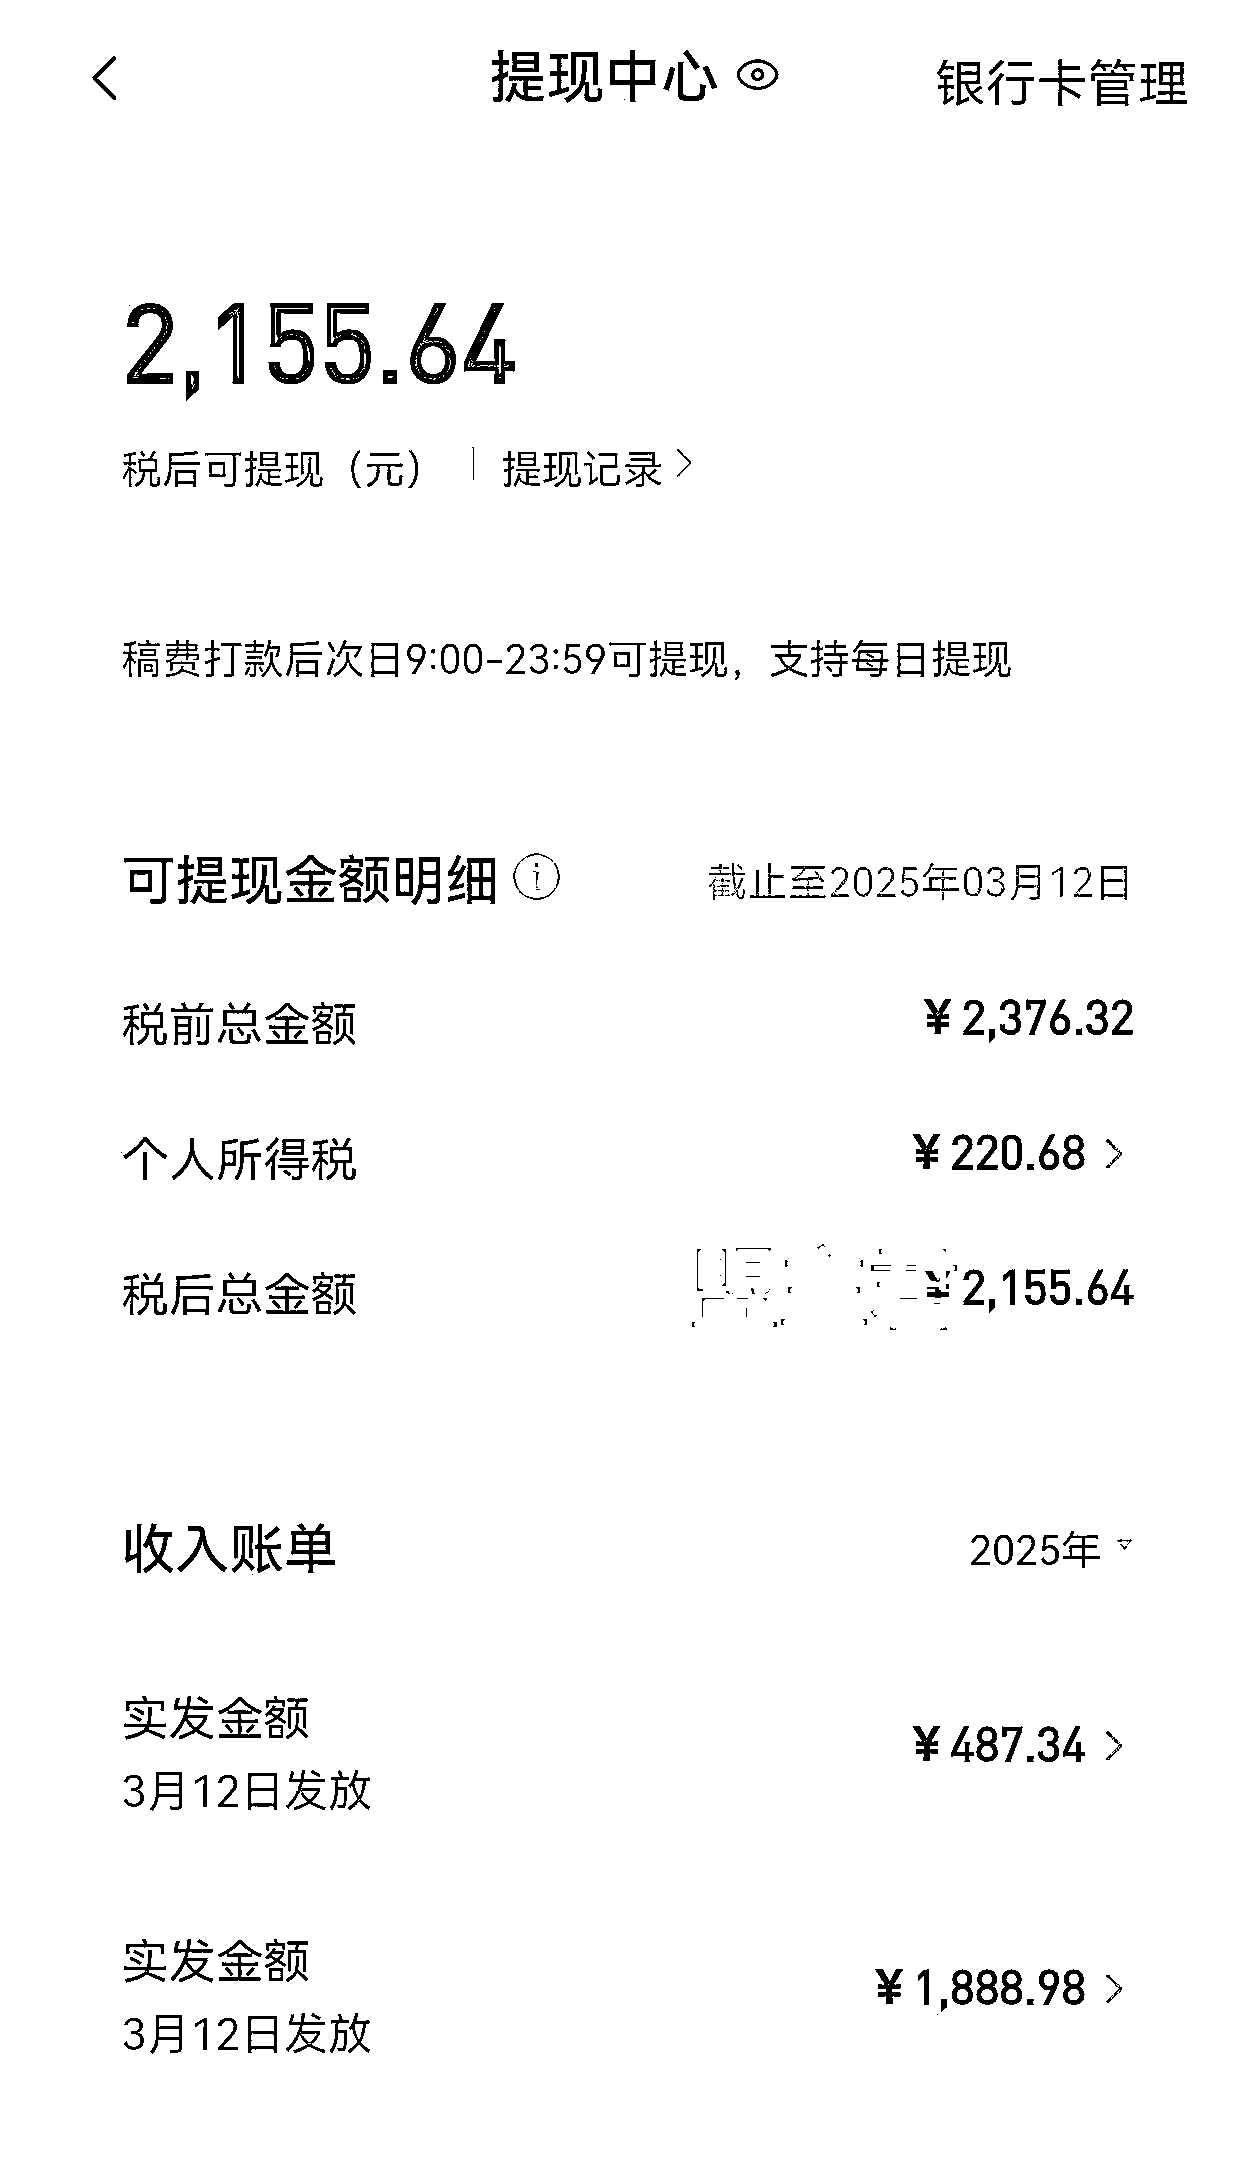 提现中心 银行卡管理
2,155.64
税后可提现（元） 提现记录
稿费打款后次日9:00-23:59可提现，支持每日提现
可提现金额明细 截止至2025年03月12日
税前总金额 ¥2,376.32
个人所得税 ¥220.68
税后总金额 ¥2,155.64
收入账单 2025年
实发金额 ¥487.34
3月12日发放
实发金额 ¥1,888.98
3月12日发放